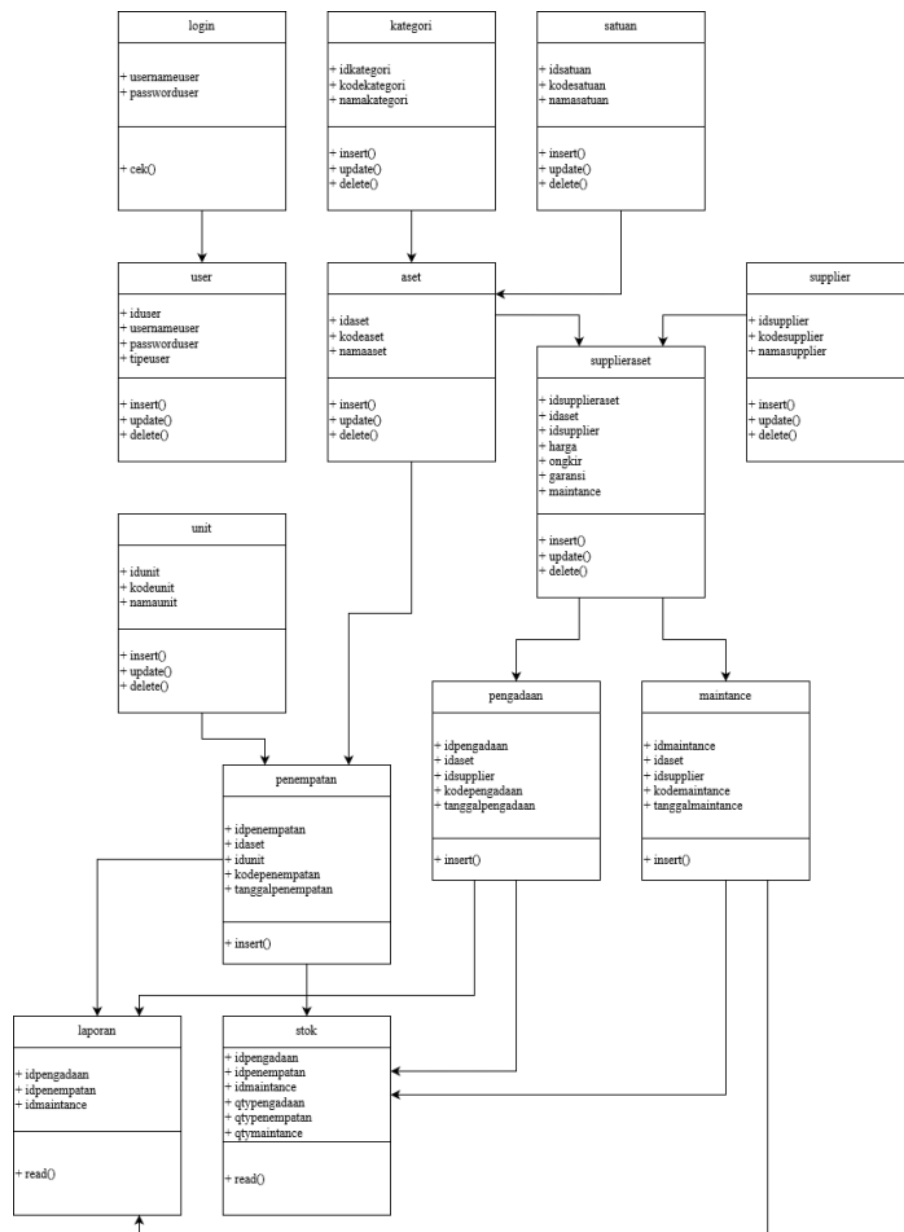 login
+ usernameuser
+ passworduser
+ cek()
kategori
+ idkategori
+ kodekategori
+ namakategori
+ insert()
+ update()
+ delete()
satuan
+ idsatuan
+ kodesatuan
+ namasatuan
+ insert()
+ update()
+ delete()
user
+ iduser
+ usernameuser
+ passworduser
+ tipeuser
+ insert()
+ update()
+ delete()
aset
+ idaset
+ kodeaset
+ namaaset
+ insert()
+ update()
+ delete()
supplieraset
+ idsupplieraset
+ idaset
+ idsupplier
+ harga
+ ongkir
+ garansi
+ maintance
+ insert()
+ update()
+ delete()
supplier
+ idsupplier
+ kodesupplier
+ namasupplier
+ insert()
+ update()
+ delete()
unit
+ idunit
+ kodeunit
+ namaunit
+ insert()
+ update()
+ delete()
penempatan
+ idpenempatan
+ idaset
+ idunit
+ kodepenempatan
+ tanggalpenempatan
+ insert()
pengadaan
+ idpengadaan
+ idaset
+ idsupplier
+ kodepengadaan
+ tanggalpengadaan
+ insert()
maintance
+ idmaintance
+ idaset
+ idsupplier
+ kodemaintance
+ tanggalmaintance
+ insert()
laporan
+ idpengadaan
+ idpenempatan
+ idmaintance
+ read()
stok
+ idpengadaan
+ idpenempatan
+ idmaintance
+ qtypengadaan
+ qtypenempatan
+ qtymaintance
+ read()